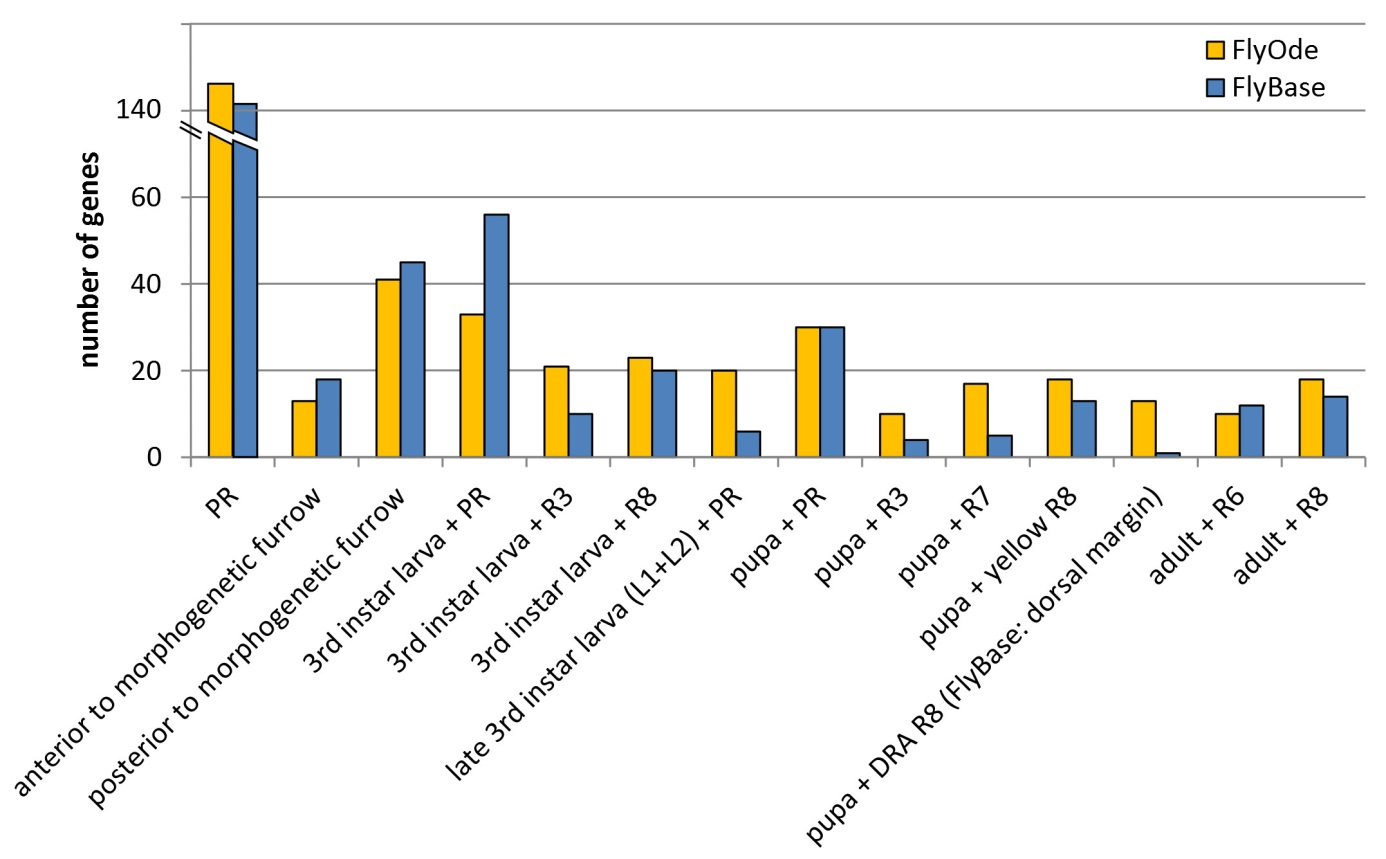 FlyOde
FlyBase
number of genes
140
60
40
20
0
PR
anterior to morphogenetic furrow
posterior to morphogenetic furrow
3rd instar larva + PR
3rd instar larva + R3
3rd instar larva + R8
late 3rd instar larva (L1+L2) + PR
pupa + PR
pupa + R3
pupa + R7
pupa + yellow R8
pupa + DRA R8 (FlyBase: dorsal margin)
adult + R6
adult + R8